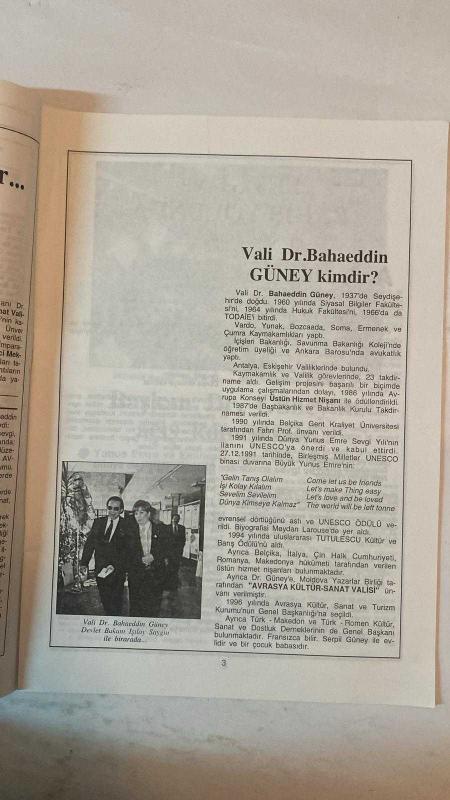 r...
Vali Dr.Bahaeddin
GÜNEY kimdir?
Vali Dr. Bahaeddin Güney, 1937'de Seydişe-
hir'de doğdu. 1960 yılında Siyasal Bilgiler Fakülte-
si'ni, 1964 yılında Hukuk Fakültesi'ni, 1966'da da
TODAİE'yi bitirdi.
Vardo, Yunak, Bozcaada, Soma, Ermenek ve
Çumra Kaymakamlıkları yaptı.
İçişleri Bakanlığı, Savunma Bakanlığı Koleji'nde
öğretim üyeliği ve Ankara Barosu'nda avukatlık
yaptı.
Antalya, Eskişehir Valiliklerinde bulundu.
Kaymakamlık ve Valilik görevlerinde, 23 takdir-
name aldı. Gelişim projesini başarılı bir biçimde
uygulama çalışmalarından dolayı, 1986 yılında Av-
rupa Konseyi Üstün Hizmet Nişanı ile ödüllendirildi.
1987'de Başbakanlık ve Bakanlık Kurulu Takdir-
namesi verildi.
1990 yılında Belçika Gent Kraliyet Üniversitesi
tarafından Fahri Prof. ünvanı verildi.
1991 yılında Dünya Yunus Emre Sevgi Yılı'nın
ilanını UNESCO'ya önerdi ve kabul ettirdi.
27.12.1991 tarihinde, Birleşmiş Milletler UNESCO
binası duvarına Büyük Yunus Emre'nin:
"Gelin Tanış Olalım Come let us be friends
İşi Kolay Kılalım Let's make Thing easy
Sevelim Sevilelim Let's love and be loved
Dünya Kimseye Kalmaz" The world will be left tonne
evrensel dörtlüğünü astı ve UNESCO ÖDÜLÜ ve-
rildi. Biyografisi Meydan Larousse'de yer aldı.
1994 yılında uluslararası TUTULESCU Kültür ve
Barış Ödülü'nü aldı.
Ayrıca Belçika, İtalya, Çin Halk Cumhuriyeti,
Romanya, Makedonya hükümeti tarafından verilen
üstün hizmet nişanları bulunmaktadır.
Ayrıca Dr. Güney'e, Moldova Yazarlar Birliği ta-
rafından "AVRASYA KÜLTÜR-SANAT VALİSİ" ün-
vanı verilmiştir.
1996 yılında Avrasya Kültür, Sanat ve Turizm
Kurumu'nun Genel Başkanlığı'na seçildi.
Ayrıca Türk - Makedon ve Türk - Romen Kültür,
Sanat ve Dostluk Derneklerinin de Genel Başkanı
bulunmaktadır. Fransızca bilir. Serpil Güney ile ev-
lidir ve bir çocuk babasıdır.
Vali Dr. Bahaeddin Güney
Devlet Bakanı Işılay Saygın
ile birarada...
3